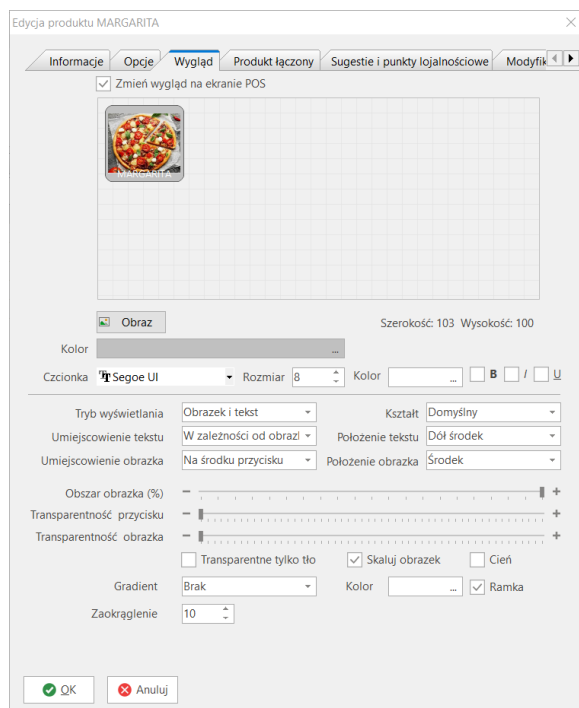 Edycja produktu MARGARITA
Informacje Opcje Wygląd Produkt łączony Sugestie i punkty lojalnościowe Modyfik
Zmień wygląd na ekranie POS
MARGARITA
Obraz Szerokość: 103 Wysokość: 100
Kolor ...
Czcionka Segoe UI Rozmiar 8 Kolor ... B I U
Tryb wyświetlania Obrazek i tekst Kształt Domyślny
Umiejscowienie tekstu W zależności od obrazl Położenie tekstu Dół środek
Umiejscowienie obrazka Na środku przycisku Położenie obrazka Środek
Obszar obrazka (%)
Transparentność przycisku
Transparentność obrazka
Transparentne tylko tło Skaluj obrazek Cień
Gradient Brak Kolor ... Ramka
Zaokrąglenie 10
OK Anuluj